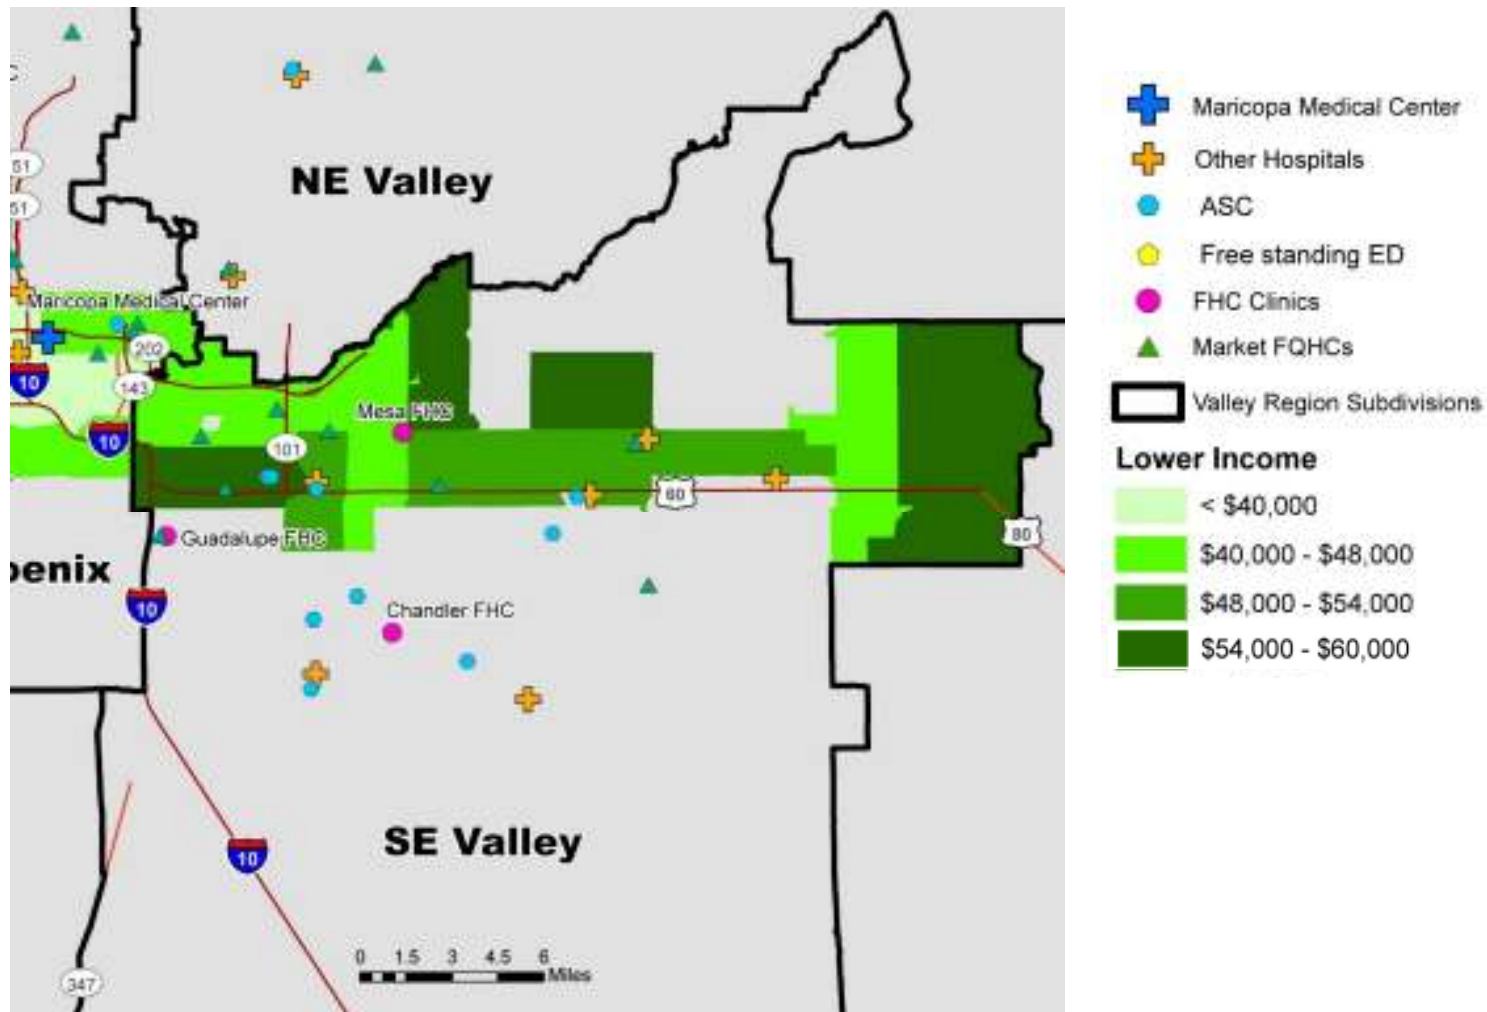 C
51
51
NE Valley
Maricopa Medical Center
202
10
143
10
101
Mesa FHC
60
80
Guadalupe FHC
oenix
10
Chandler FHC
SE Valley
10
347
0 1.5 3 4.5 6
Miles
Maricopa Medical Center
Other Hospitals
ASC
Free standing ED
FHC Clinics
Market FQHCs
Valley Region Subdivisions
Lower Income
< $40,000
$40,000 - $48,000
$48,000 - $54,000
$54,000 - $60,000